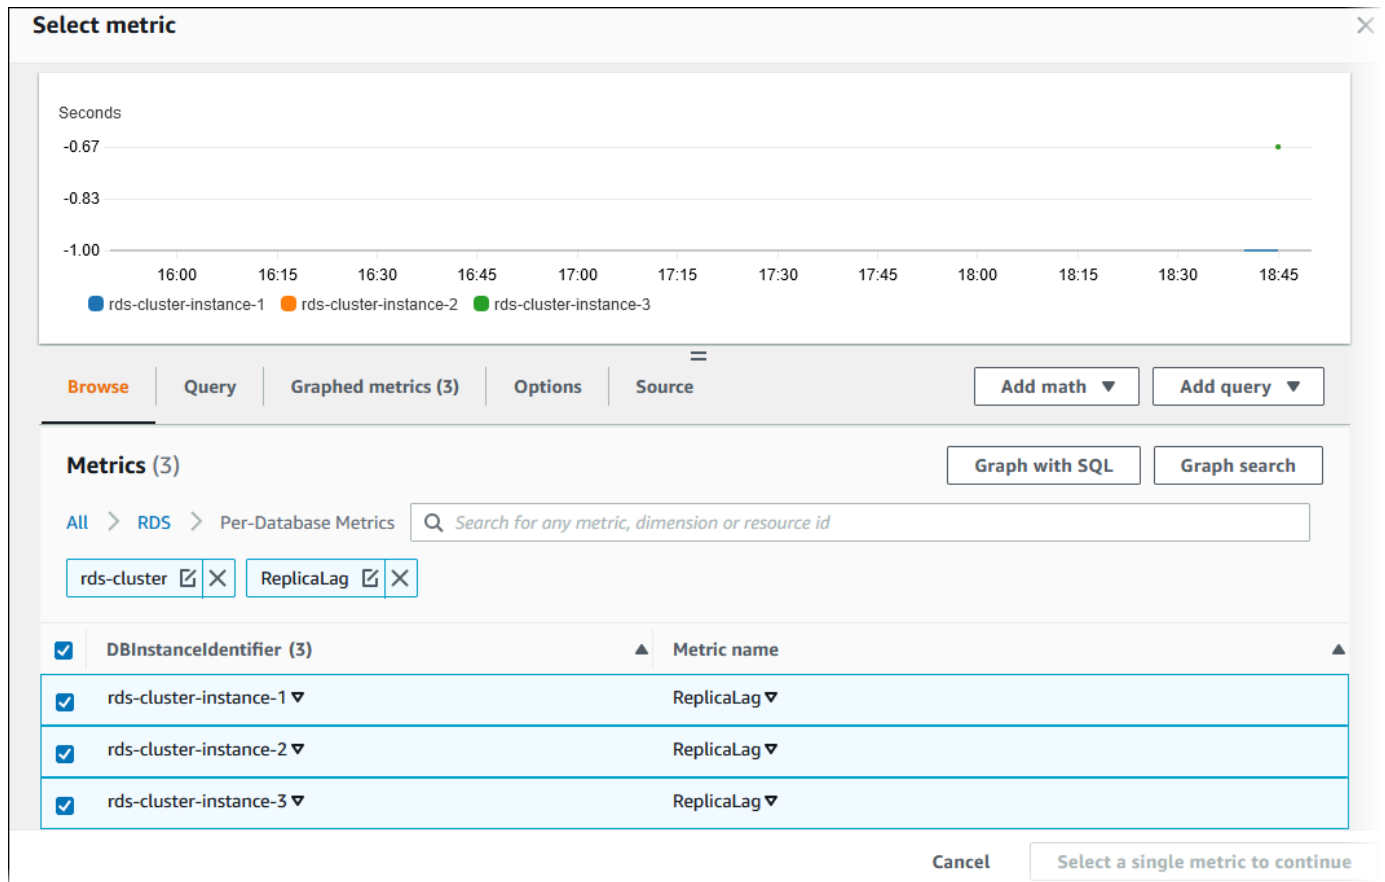 Select metric
Seconds
-0.67
-0.83
-1.00
16:00 16:15 16:30 16:45 17:00 17:15 17:30 17:45 18:00 18:15 18:30 18:45
rds-cluster-instance-1 rds-cluster-instance-2 rds-cluster-instance-3
Browse Query Graphed metrics (3) Options Source Add math Add query
Metrics (3) Graph with SQL Graph search
All RDS Per-Database Metrics Search for any metric, dimension or resource id
rds-cluster ReplicaLag
DBInstanceIdentifier (3) Metric name
rds-cluster-instance-1 ReplicaLag
rds-cluster-instance-2 ReplicaLag
rds-cluster-instance-3 ReplicaLag
Cancel Select a single metric to continue